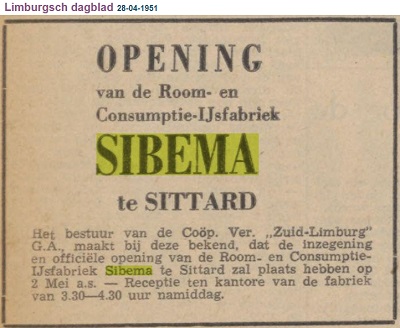 Limburgsch dagblad 28-04-1951
OPENING
van de Room- en
Consumptie-IJsfabriek
SIBEMA
te SITTARD
Het bestuur van de Coöp. Ver. „Zuid-Limburg"
G.A., maakt bij deze bekend, dat de inzegening
en officiële opening van de Room- en Consumptie-
IJsfabriek Sibema te Sittard zal plaats hebben op
2 Mei a.s. — Receptie ten kantore van de fabriek
van 3.30—4.30 uur namiddag.